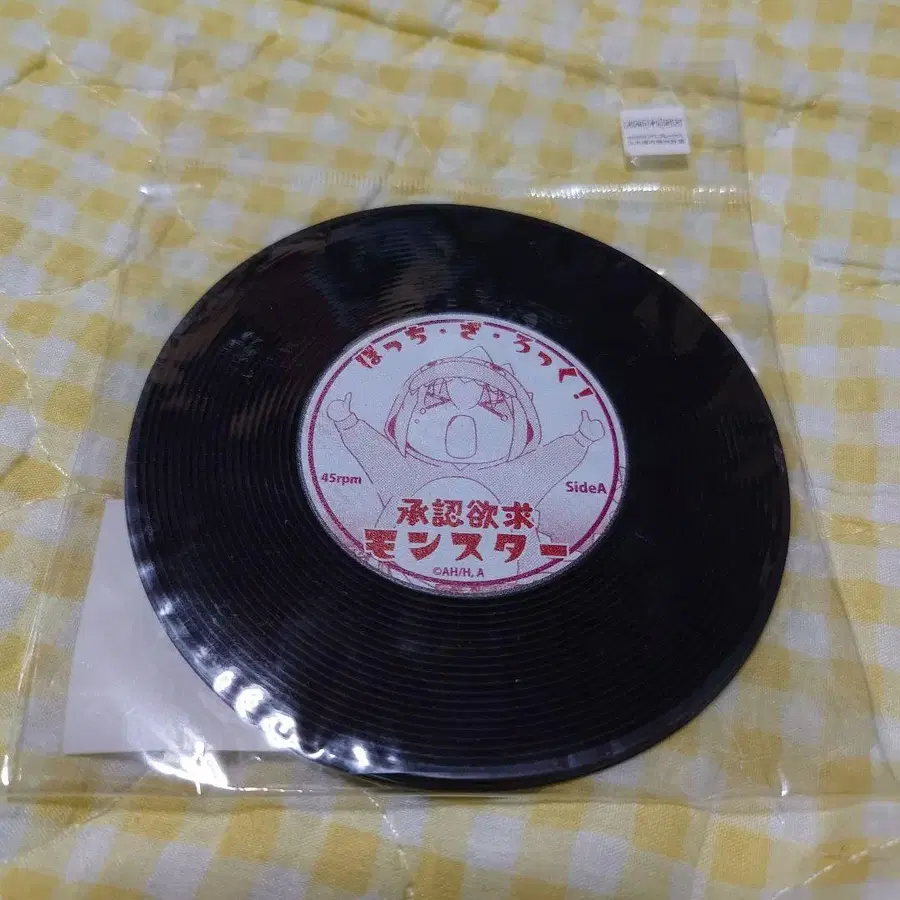 ぼっち・ざ・ろっく!
45rpm
SideA
承認欲求
モンスター
©AH/H, A